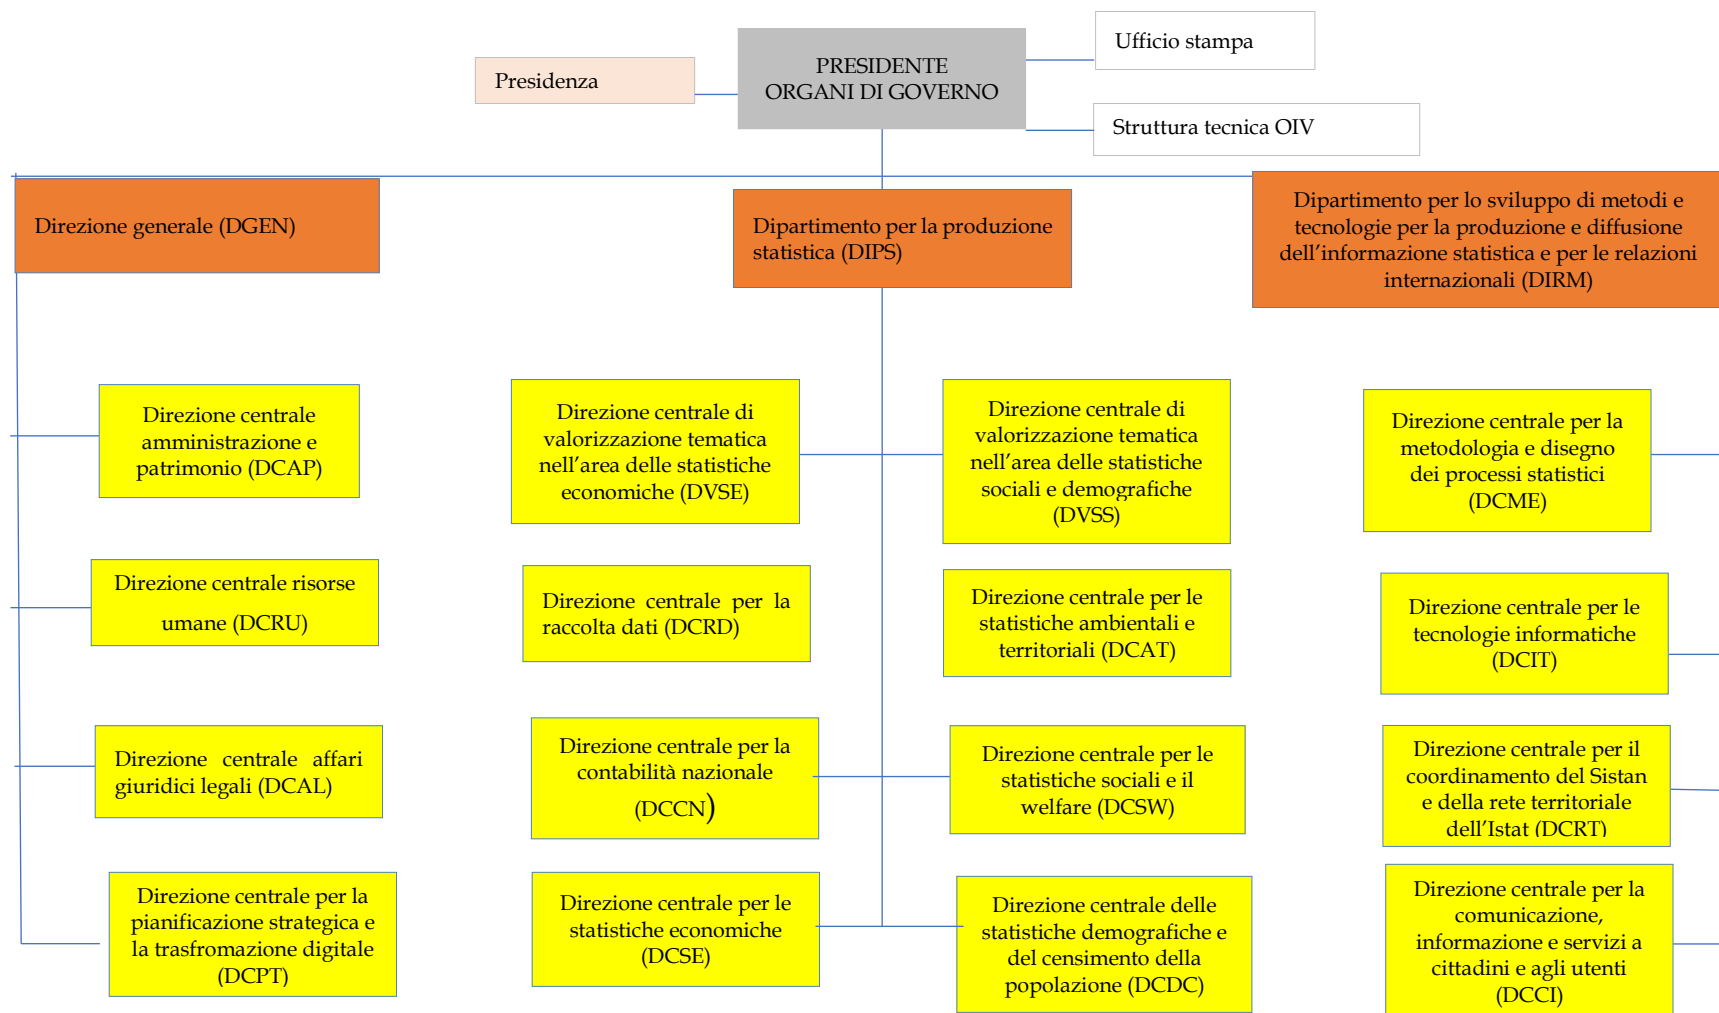 Ufficio stampa
Presidenza
PRESIDENTE
ORGANI DI GOVERNO
Struttura tecnica OIV
Direzione generale (DGEN)
Dipartimento per la produzione
statistica (DIPS)
Dipartimento per lo sviluppo di metodi e
tecnologie per la produzione e diffusione
dell'informazione statistica e per le relazioni
internazionali (DIRM)
Direzione centrale
amministrazione e
patrimonio (DCAP)
Direzione centrale di
valorizzazione tematica
nell'area delle statistiche
economiche (DVSE)
Direzione centrale di
valorizzazione tematica
nell'area delle statistiche
sociali e demografiche
(DVSS)
Direzione centrale per la
metodologia e disegno
dei processi statistici
(DCME)
Direzione centrale risorse
umane (DCRU)
Direzione centrale per la
raccolta dati (DCRD)
Direzione centrale per le
statistiche ambientali e
territoriali (DCAT)
Direzione centrale per le
tecnologie informatiche
(DCIT)
Direzione centrale affari
giuridici legali (DCAL)
Direzione centrale per la
contabilità nazionale
(DCCN)
Direzione centrale per le
statistiche sociali e il
welfare (DCSW)
Direzione centrale per il
coordinamento del Sistan
e della rete territoriale
dell'Istat (DCRT)
Direzione centrale per la
pianificazione strategica e
la trasfromazione digitale
(DCPT)
Direzione centrale per le
statistiche economiche
(DCSE)
Direzione centrale delle
statistiche demografiche e
del censimento della
popolazione (DCDC)
Direzione centrale per la
comunicazione,
informazione e servizi a
cittadini e agli utenti
(DCCI)